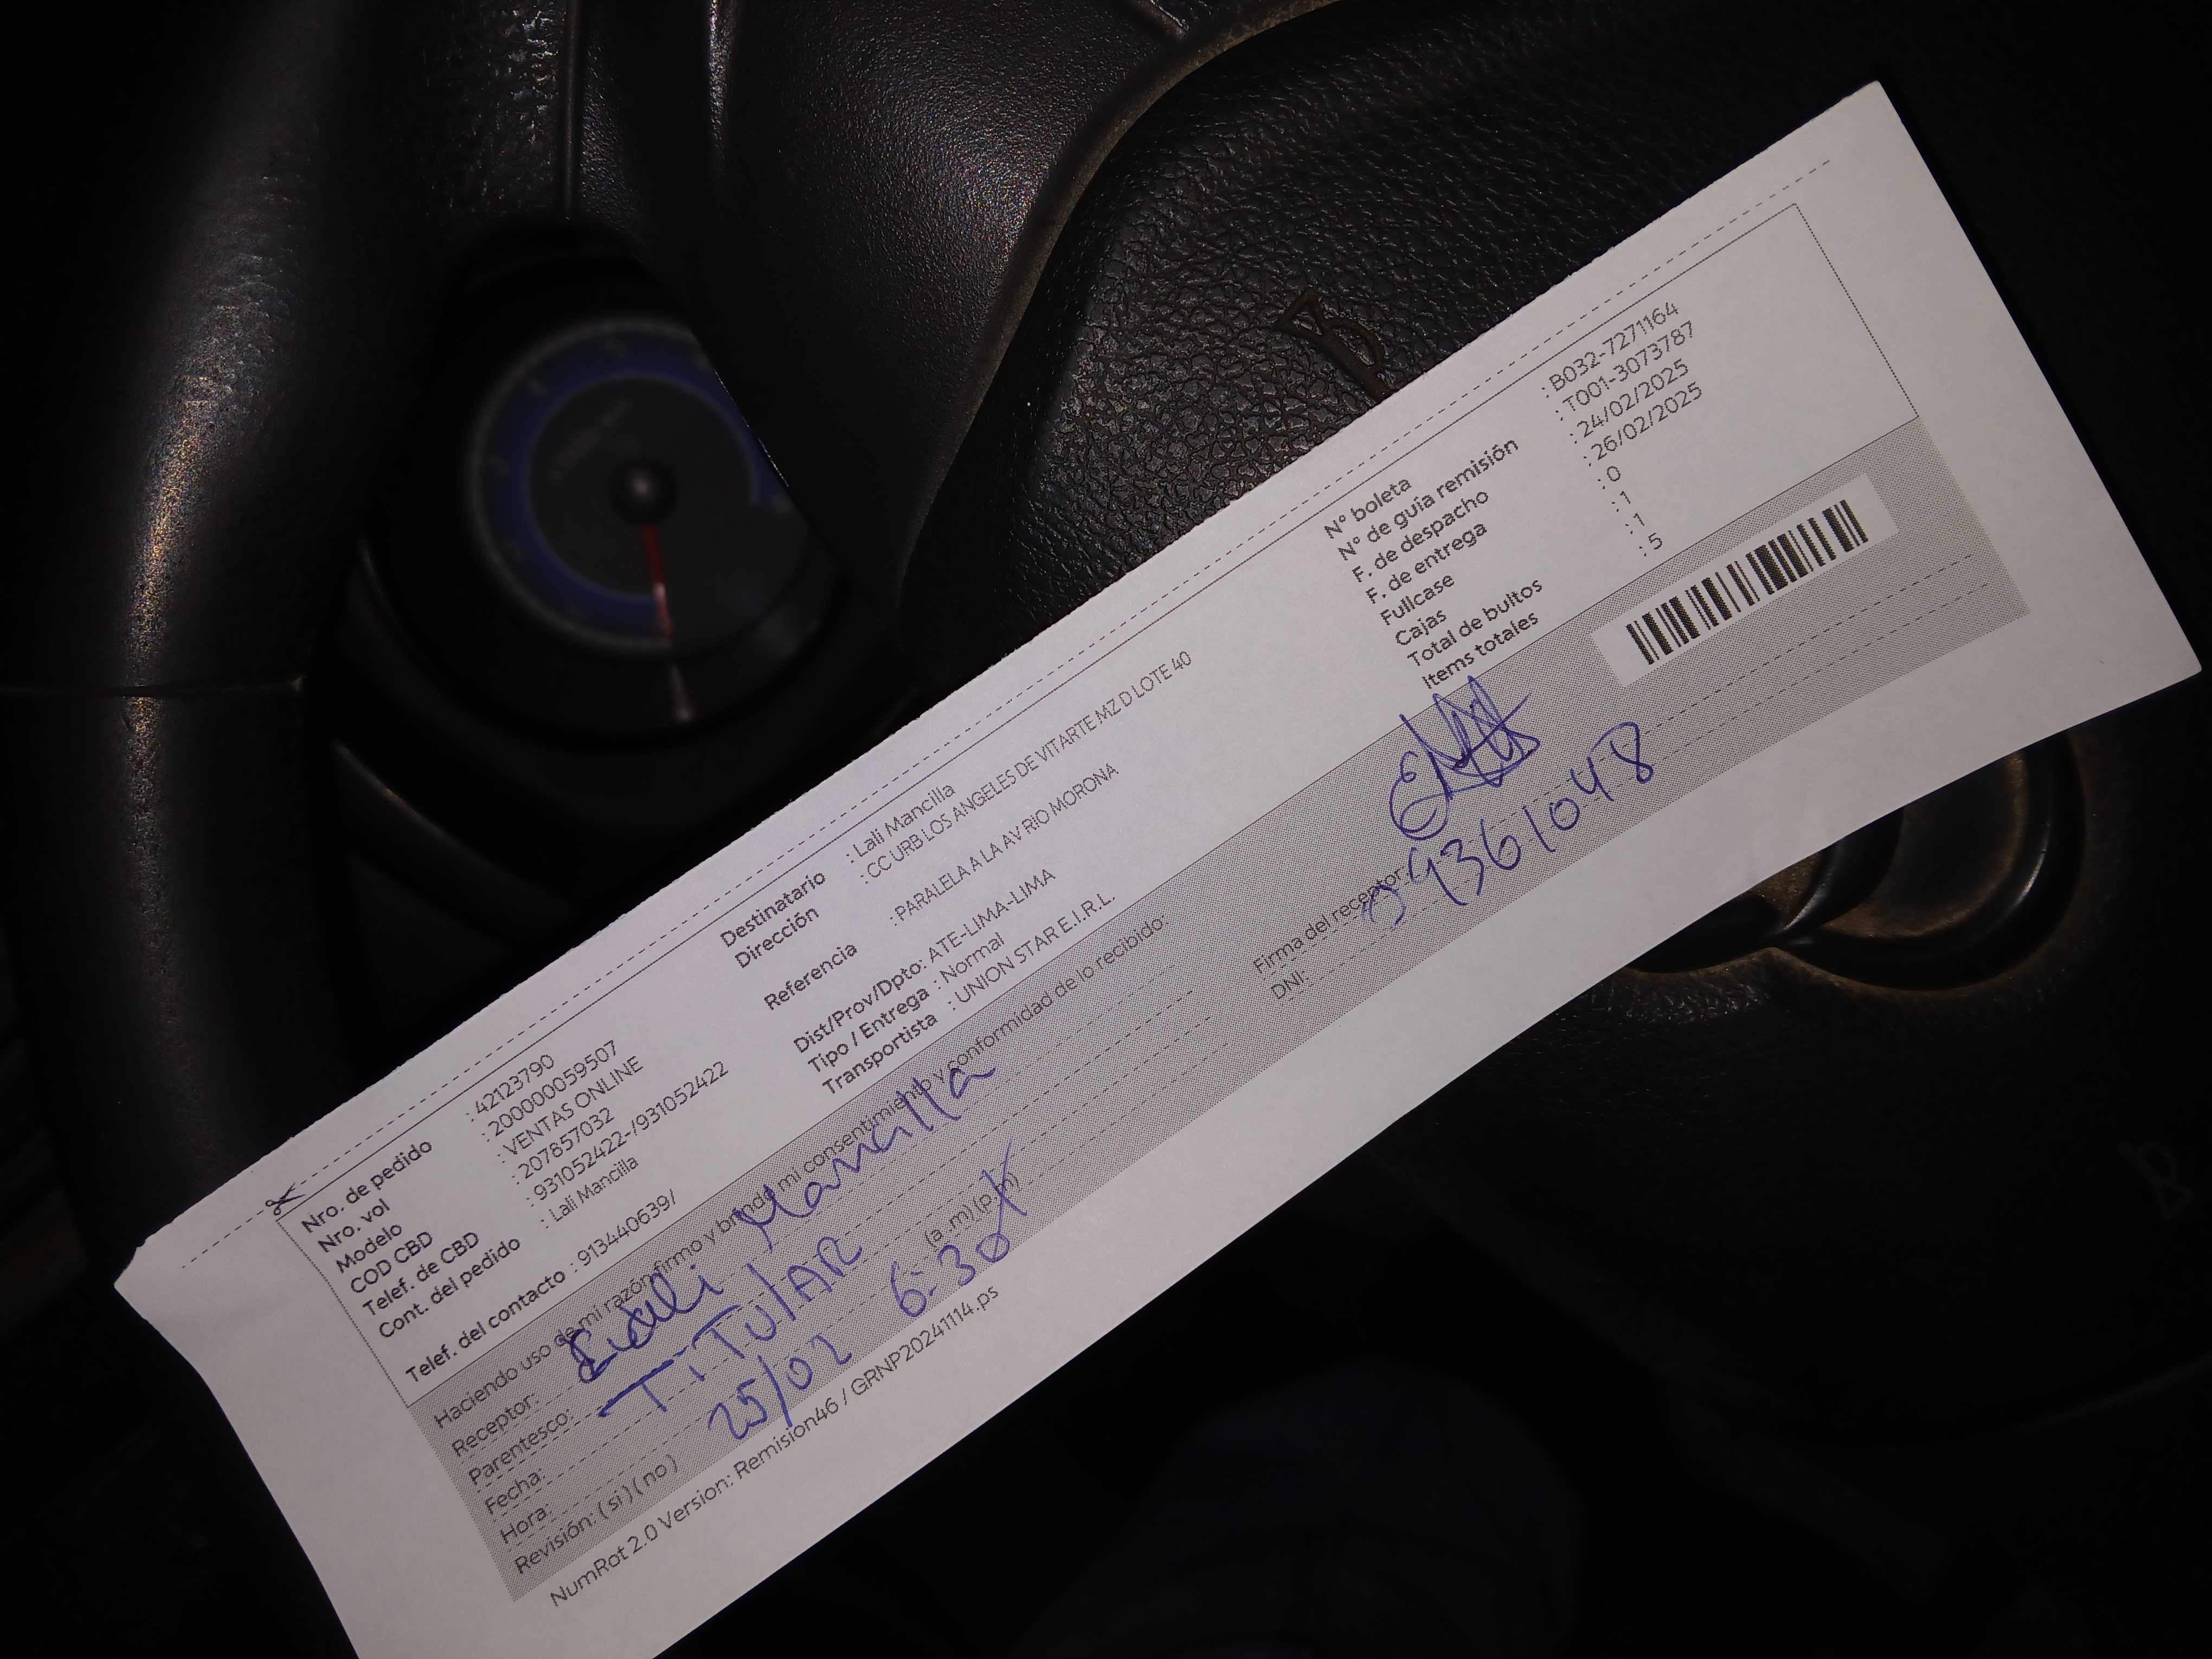 Nro. de pedido : 42123790
Nro. vol : 200000059507
Modelo : VENTAS ONLINE
COD CBD : 207857032
Telef. de CBD : 931052422-/931052422
Cont. del pedido : Lali Mancilla
Telef. del contacto : 913440639/
Destinatario : Lali Mancilla
Dirección : CC URB LOS ANGELES DE VITARTE MZ D LOTE 40
Referencia : PARALELA A LA AV RIO MORONA
Dist/Prov/Dpto: ATE-LIMA-LIMA
Tipo / Entrega : Normal
Transportista : UNION STAR E.I.R.L.
N° boleta : B032-7271164
N° de guía remisión : T001-3073787
F. de despacho : 24/02/2025
F. de entrega : 26/02/2025
Fullcase : 0
Cajas : 1
Total de bultos : 1
Items totales : 5
Haciendo uso de mi razón firmo y brindo mi consentimiento y conformidad de lo recibido:
Receptor: Mancilla
Parentesco: TiTulAR
Fecha: 25/02
Hora: 6:30 (a.m) (p.m)
Revisión: ( si ) ( no )
Firma del receptor:
DNI: 09361048
NumRot 2.0 Version: Remision46 / GRNP20241114.ps